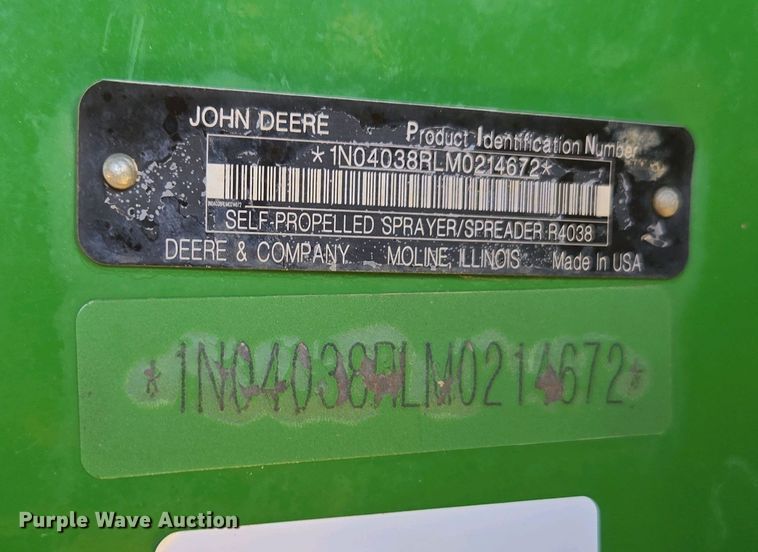 JOHN DEERE Product Identification Number
*1N04038RLM0214672*
SELF-PROPELLED SPRAYER/SPREADER R4038
DEERE & COMPANY MOLINE, ILLINOIS Made In USA
*1N04038RLM0214672*
Purple Wave Auction